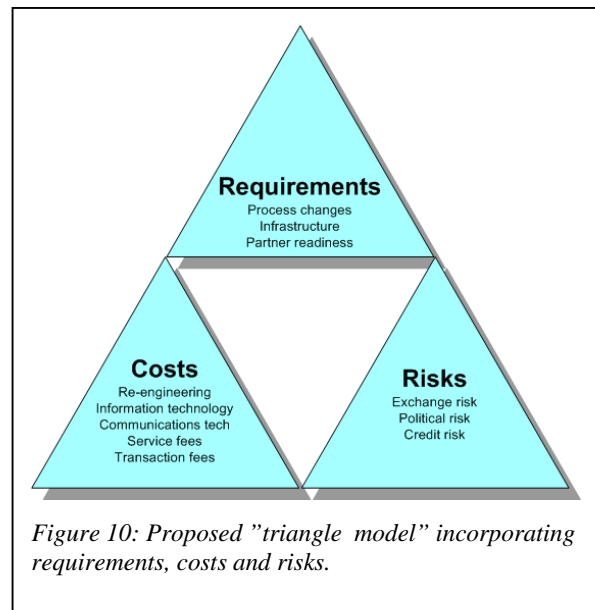 Requirements
Process changes
Infrastructure
Partner readiness
Costs
Re-engineering
Information technology
Communications tech
Service fees
Transaction fees
Risks
Exchange risk
Political risk
Credit risk
Figure 10: Proposed ”triangle model” incorporating
requirements, costs and risks.